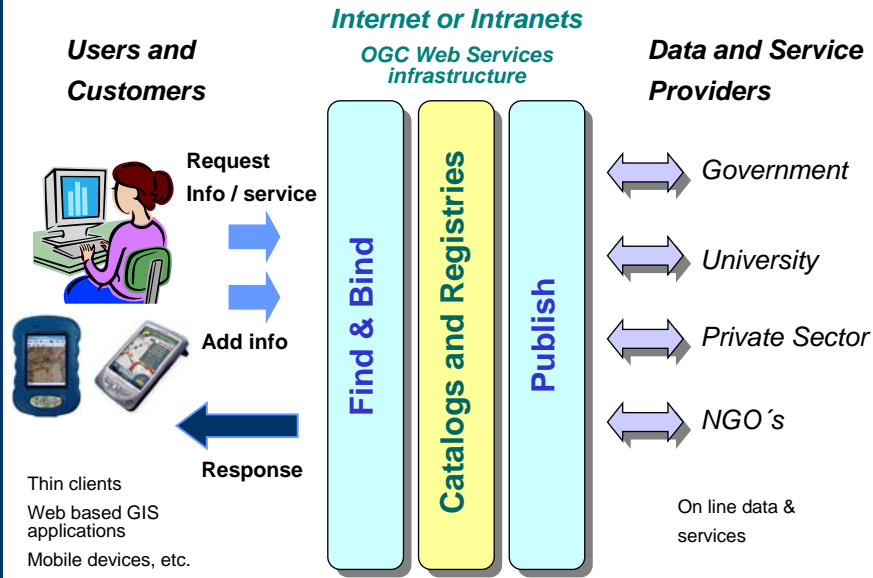 Internet or Intranets
OGC Web Services
infrastructure
Users and
Customers
Request
Info / service
Add info
Response
Thin clients
Web based GIS
applications
Mobile devices, etc.
Find & Bind
Catalogs and Registries
Publish
Data and Service
Providers
Government
University
Private Sector
NGO´s
On line data &
services